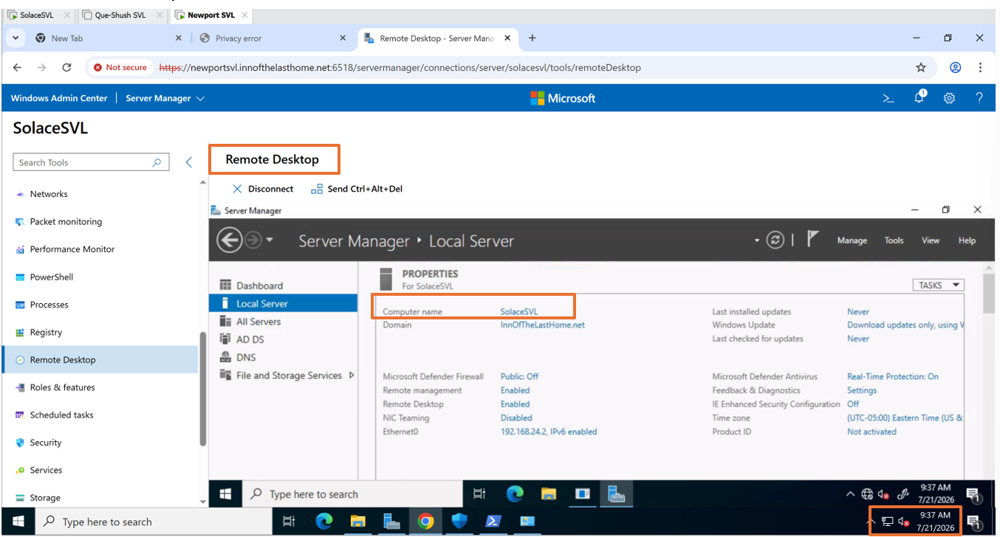 SolaceSVL
Que-Shush SVL
Newport SVL
New Tab
Privacy error
Remote Desktop - Server Mana
Not secure https://newportsvl.innofthelasthome.net:6518/servermanager/connections/server/solacesvl/tools/remoteDesktop
Windows Admin Center | Server Manager
Microsoft
1
SolaceSVL
Search Tools
Networks
Packet monitoring
Performance Monitor
PowerShell
Processes
Registry
Remote Desktop
Roles & features
Scheduled tasks
Security
Services
Storage
Remote Desktop
Disconnect
Send Ctrl+Alt+Del
Server Manager
Server Manager • Local Server
Manage Tools View Help
Dashboard
Local Server
All Servers
AD DS
DNS
File and Storage Services
PROPERTIES
For SolaceSVL
TASKS
Computer name SolaceSVL
Domain InnOfTheLastHome.net
Microsoft Defender Firewall Public: Off
Remote management Enabled
Remote Desktop Enabled
NIC Teaming Disabled
Ethernet0 192.168.24.2, IPv6 enabled
Last installed updates Never
Windows Update Download updates only, using W
Last checked for updates Never
Microsoft Defender Antivirus Real-Time Protection: On
Feedback & Diagnostics Settings
IE Enhanced Security Configuration Off
Time zone (UTC-05:00) Eastern Time (US &
Product ID Not activated
Type here to search
9:37 AM
7/21/2026
1
Type here to search
9:37 AM
7/21/2026
1